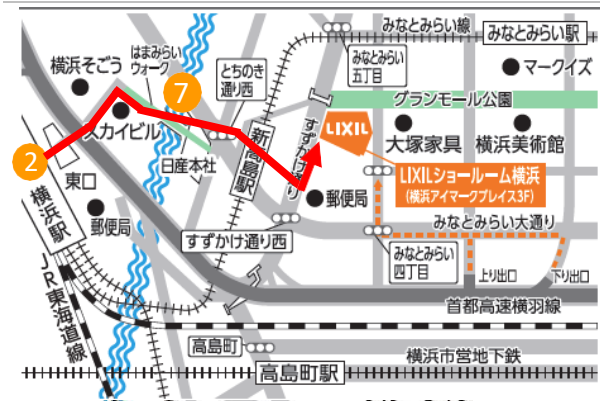 みなとみらい線
みなとみらい駅
横浜そごう
はまみらい
ウォーク
とちのき
通り西
みなとみらい
五丁目
マークイズ
7
グランモール公園
スカイビル
新高島駅
すずかけ通り
LIXIL
大塚家具
横浜美術館
2
日産本社
LIXILショールーム横浜
(横浜アイマークプレイス3F)
東口
郵便局
横浜駅
郵便局
すずかけ通り西
みなとみらい大通り
みなとみらい
四丁目
上り出口
下り出口
JR東海道線
首都高速横羽線
高島町
横浜市営地下鉄
高島町駅